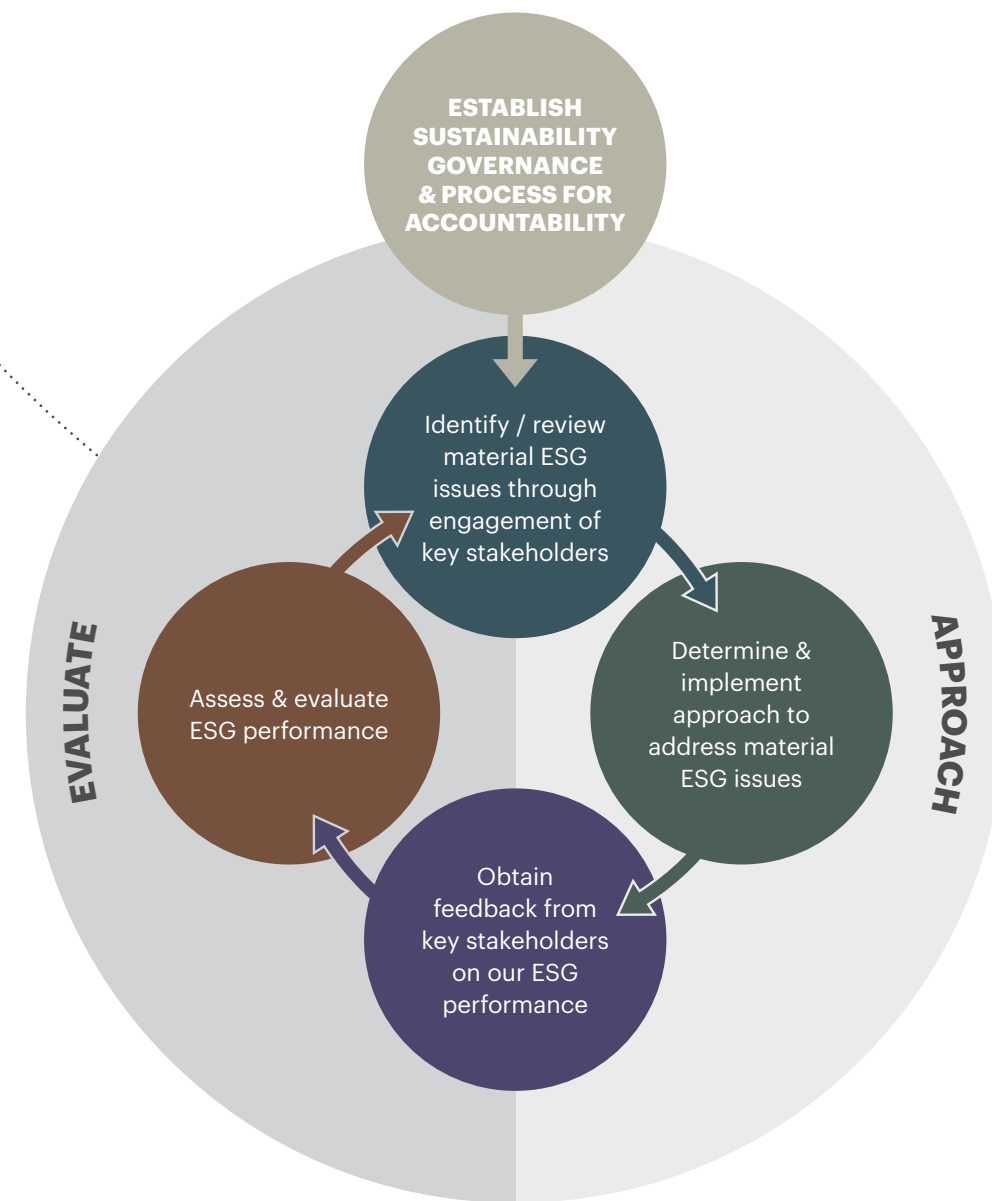 ESTABLISH
SUSTAINABILITY
GOVERNANCE
& PROCESS FOR
ACCOUNTABILITY
Identify / review
material ESG
issues through
engagement of
key stakeholders
EVALUATE
Assess & evaluate
ESG performance
Determine &
implement
approach to
address material
ESG issues
APPROACH
Obtain
feedback from
key stakeholders
on our ESG
performance